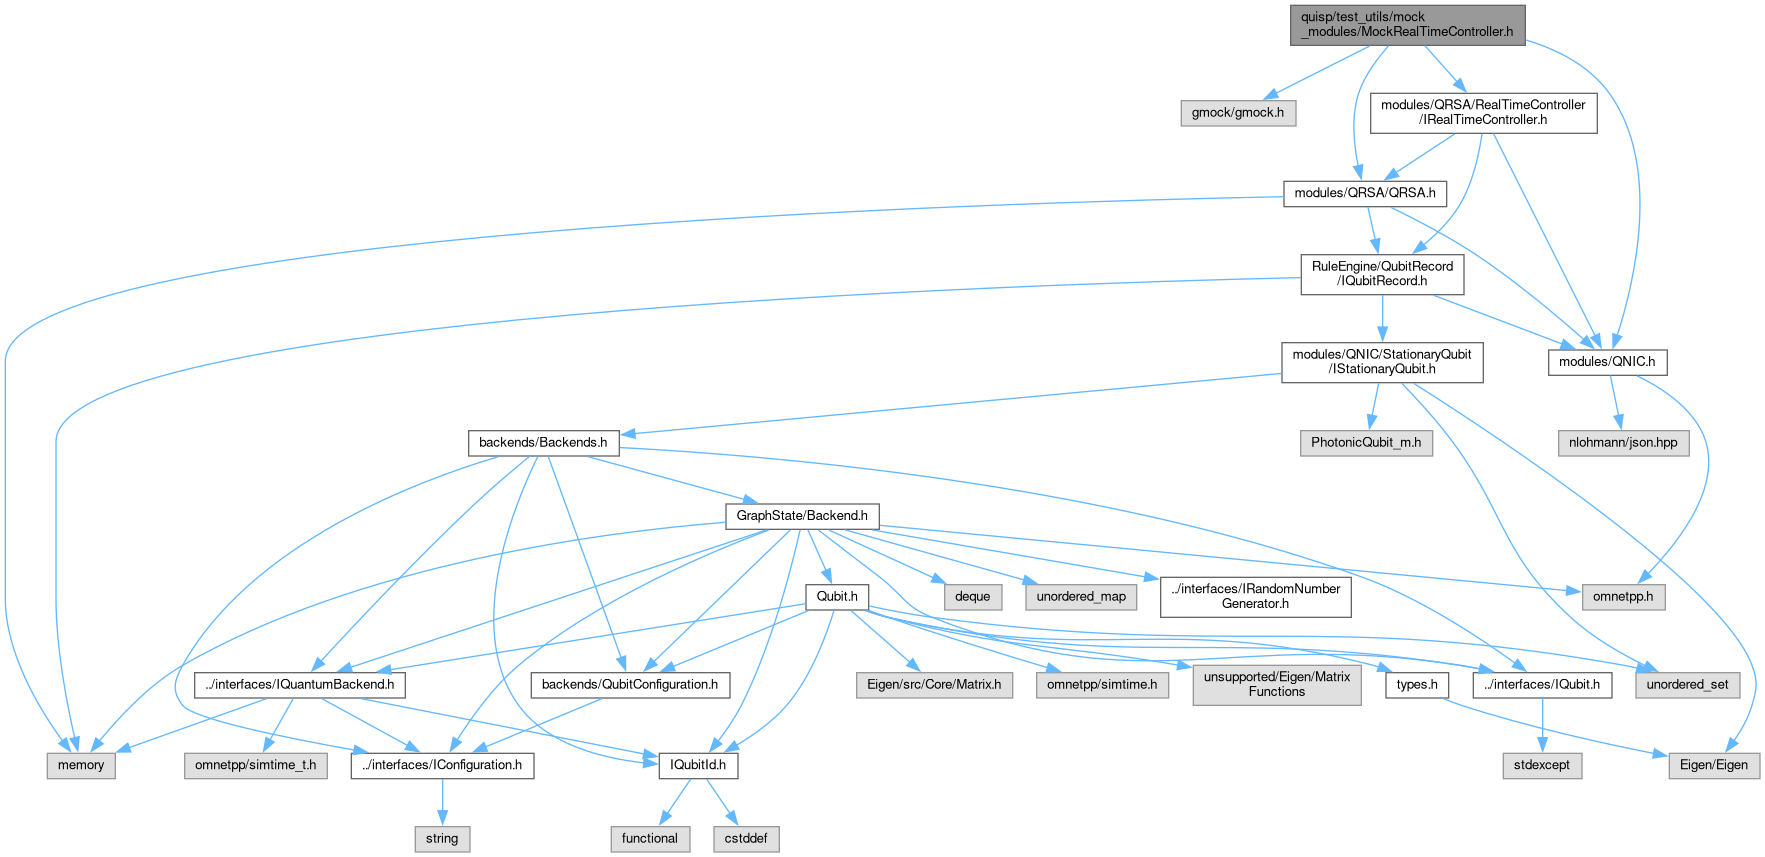 quisp/test_utils/mock
_modules/MockRealTimeController.h
gmock/gmock.h
modules/QRSA/RealTimeController
/IRealTimeController.h
modules/QRSA/QRSA.h
RuleEngine/QubitRecord
/IQubitRecord.h
modules/QNIC/StationaryQubit
/IStationaryQubit.h
modules/QNIC.h
backends/Backends.h
PhotonicQubit_m.h
nlohmann/json.hpp
GraphState/Backend.h
Qubit.h
deque
unordered_map
../interfaces/IRandomNumber
Generator.h
omnetpp.h
../interfaces/IQuantumBackend.h
backends/QubitConfiguration.h
Eigen/src/Core/Matrix.h
omnetpp/simtime.h
unsupported/Eigen/Matrix
Functions
types.h
../interfaces/IQubit.h
unordered_set
memory
omnetpp/simtime_t.h
../interfaces/IConfiguration.h
IQubitId.h
stdexcept
Eigen/Eigen
string
functional
cstddef